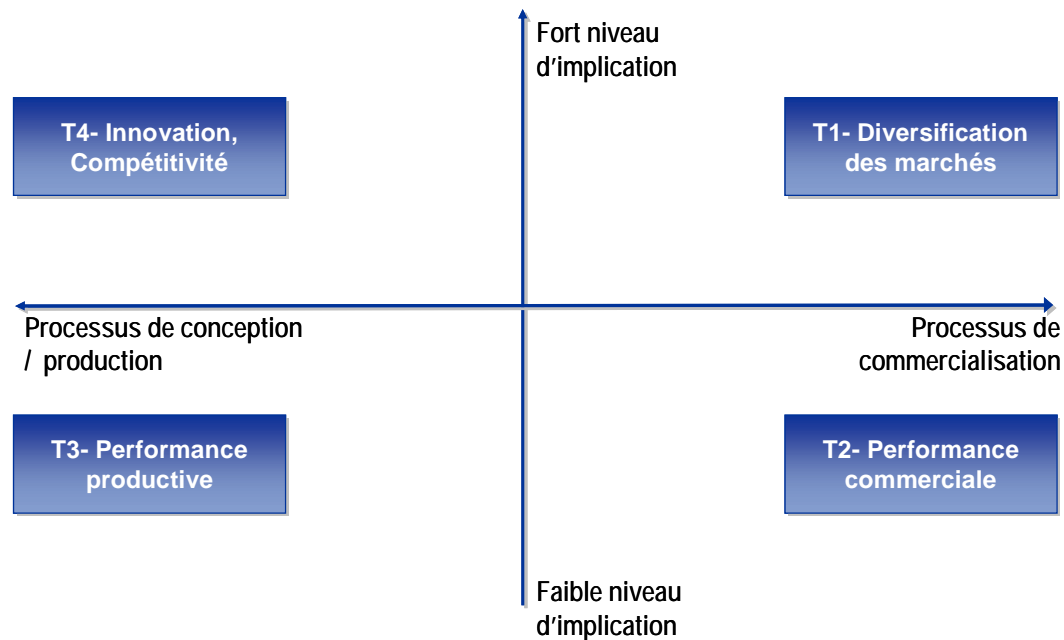 Fort niveau
d'implication
T4- Innovation,
Compétitivité
T1- Diversification
des marchés
Processus de conception
/ production
Processus de
commercialisation
T3- Performance
productive
T2- Performance
commerciale
Faible niveau
d'implication